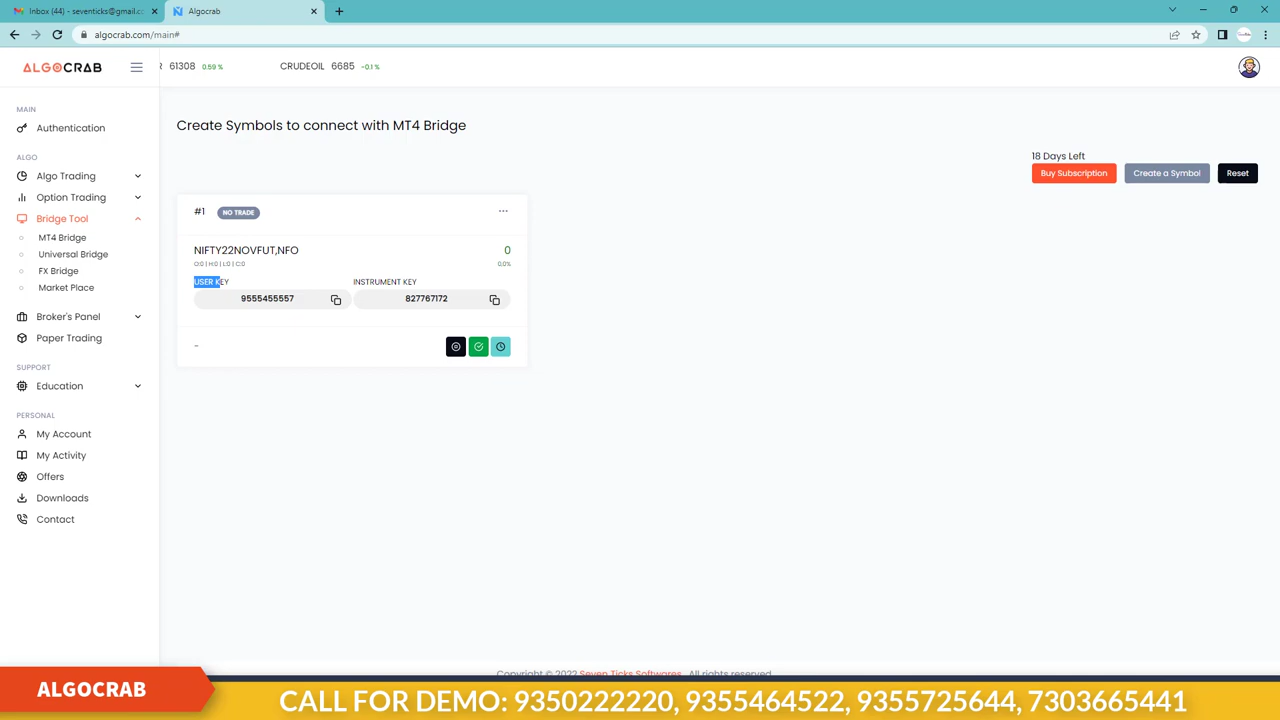 Inbox (44) - seventicks@gmail.cc
Algocrab
algocrab.com/main#
ALGOCRAB
R 61308 0.59 %
CRUDEOIL 6685 -0.1 %
MAIN
Authentication
ALGO
Algo Trading
Option Trading
Bridge Tool
MT4 Bridge
Universal Bridge
FX Bridge
Market Place
Broker's Panel
Paper Trading
SUPPORT
Education
PERSONAL
My Account
My Activity
Offers
Downloads
Contact
Create Symbols to connect with MT4 Bridge
18 Days Left
Buy Subscription
Create a Symbol
Reset
#1 NO TRADE ...
NIFTY22NOVFUT,NFO 0
O:0 | H:0 | L:0 | C:0 0.0%
USER KEY INSTRUMENT KEY
9555455557 827767172
-
Copyright © 2022 Seven Ticks Softwares. All rights reserved.
ALGOCRAB
CALL FOR DEMO: 9350222220, 9355464522, 9355725644, 7303665441